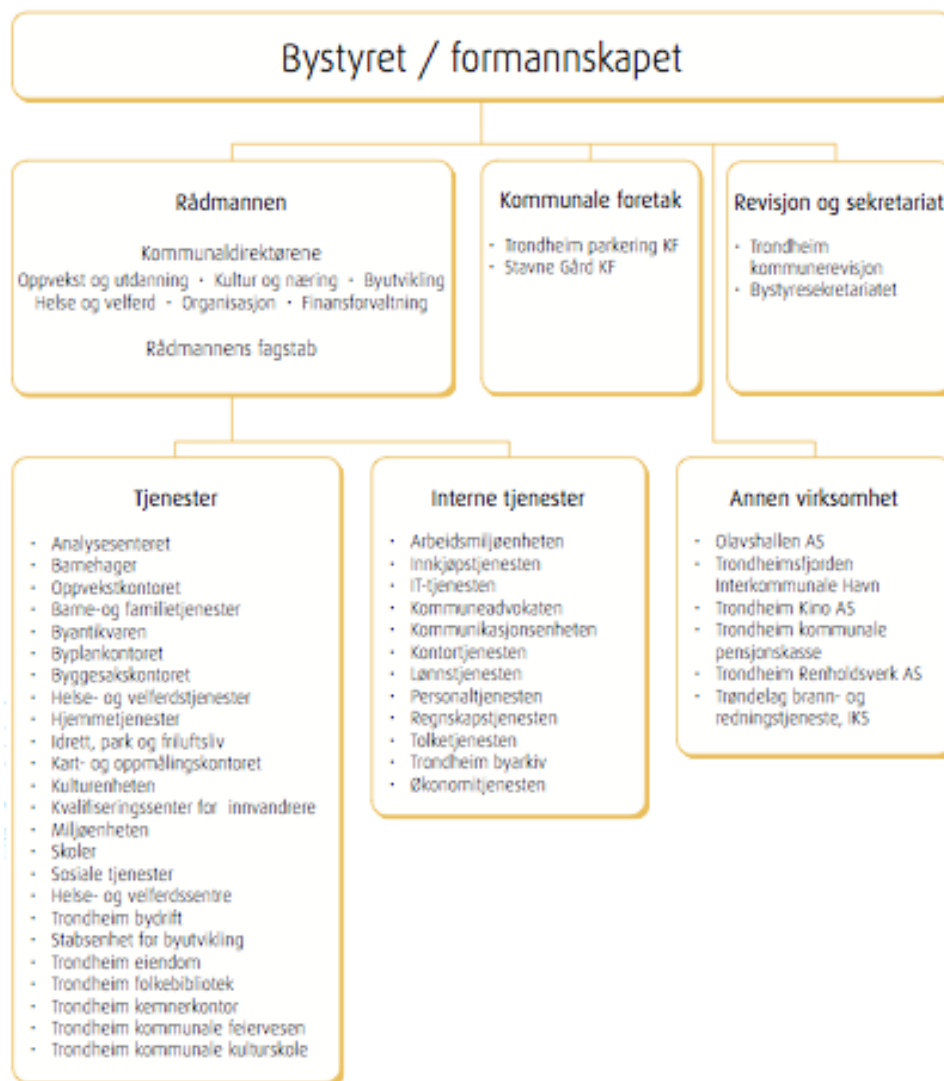 Bystyret / formannskapet
Rådmannen
Kommunaldirektørene
Oppvekst og utdanning · Kultur og næring · Byutvikling
Helse og velferd · Organisasjon · Finansforvaltning
Rådmannens fagstab
Kommunale foretak
- Trondheim parkering KF
- Stavne Gård KF
Revisjon og sekretariat
- Trondheim
kommunerevisjon
- Bystyresekretariatet
Tjenester
- Analysesenteret
- Barnehager
- Oppvekstkontoret
- Barne-og familietjenester
- Byantikvaren
- Byplankontoret
- Byggesakskontoret
- Helse- og velferdstjenester
- Hjemmetjenester
- Idrett, park og friluftsliv
- Kart- og oppmålingskontoret
- Kulturenheten
- Kvalifiseringssenter for innvandrere
- Miljøenheten
- Skoler
- Sosiale tjenester
- Helse- og velferdssentre
- Trondheim bydrift
- Stabsenhet for byutvikling
- Trondheim eiendom
- Trondheim folkebibliotek
- Trondheim kemnerkontor
- Trondheim kommunale feiervesen
- Trondheim kommunale kulturskole
Interne tjenester
• Arbeidsmiljøenheten
• Innkjøpstjenesten
• IT-tjenesten
• Kommuneadvokaten
• Kommunikasjonsenheten
• Kontortjenesten
• Lønnstjenesten
• Personaltjenesten
• Regnskapstjenesten
• Tolketjenesten
• Trondheim byarkiv
• Økonomitjenesten
Annen virksomhet
• Olavshallen AS
• Trondheimsfjorden
Interkommunale Havn
• Trondheim Kino AS
• Trondheim kommunale
pensjonskasse
• Trondheim Renholdsverk AS
• Trøndelag brann- og
redningstjeneste, IKS